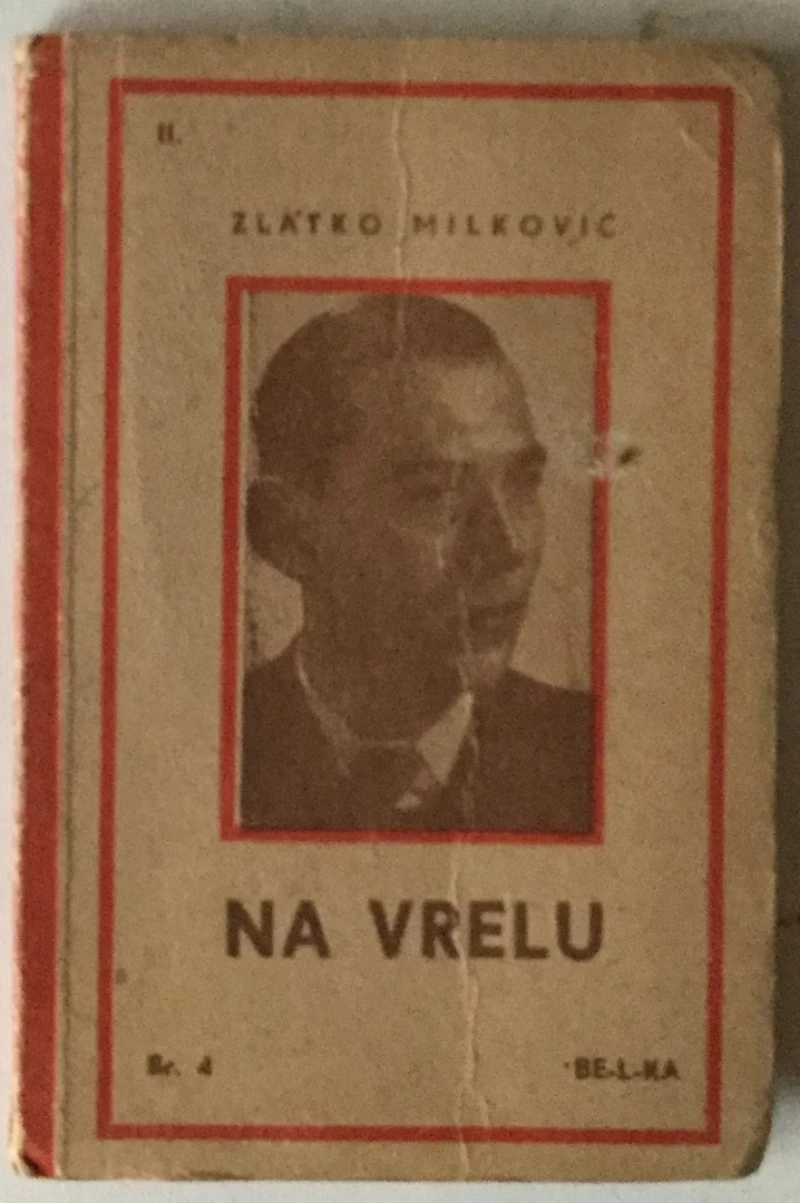 II.
ZLATKO MILKOVIĆ
NA VRELU
Br. 4
BE-L-KA